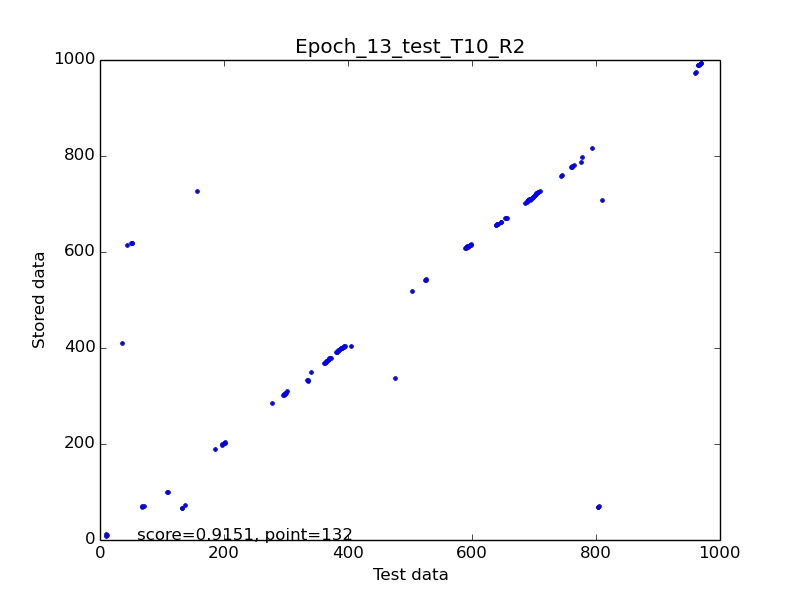 Epoch_13_test_T10_R2
1000
800
600
400
200
0
Stored data
score=0.9151, point=132
0 200 400 600 800 1000
Test data